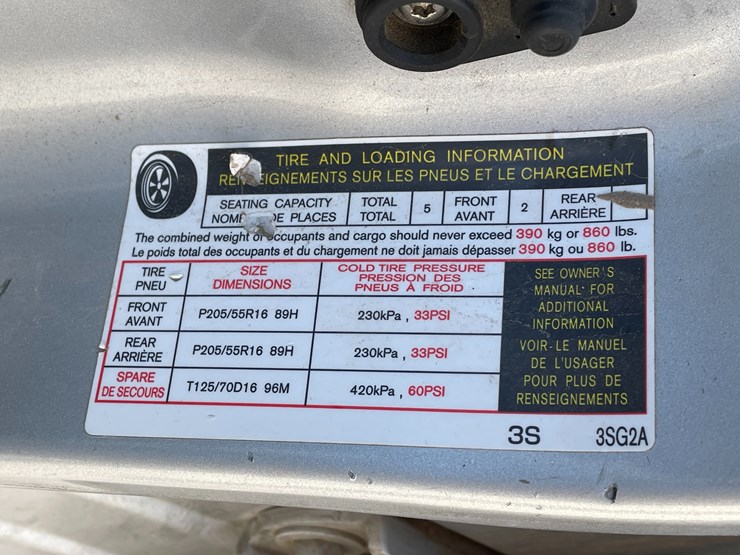 TIRE AND LOADING INFORMATION
SUR LES PNEUS ET LE CHARGEMENT
SEATING CAPACITY TOTAL 5 FRONT 2 REAR
DE PLACES TOTAL AVANT ARRIÈRE
The combined weight of occupants and cargo should never exceed 390 kg or 860 lbs.
Le poids total des occupants et du chargement ne doit jamais dépasser 390 kg ou 860 lb.
TIRE SIZE COLD TIRE PRESSURE
PNEU DIMENSIONS PRESSION DES
PNEUS À FROID
FRONT
AVANT P205/55R16 89H 230kPa , 33PSI
REAR
ARRIÈRE P205/55R16 89H 230kPa , 33PSI
SPARE
DE SECOURS T125/70D16 96M 420kPa , 60PSI
SEE OWNER'S
MANUAL FOR
ADDITIONAL
INFORMATION
VOIR LE MANUEL
DE L'USAGER
POUR PLUS DE
RENSEIGNEMENTS
3S 3SG2A